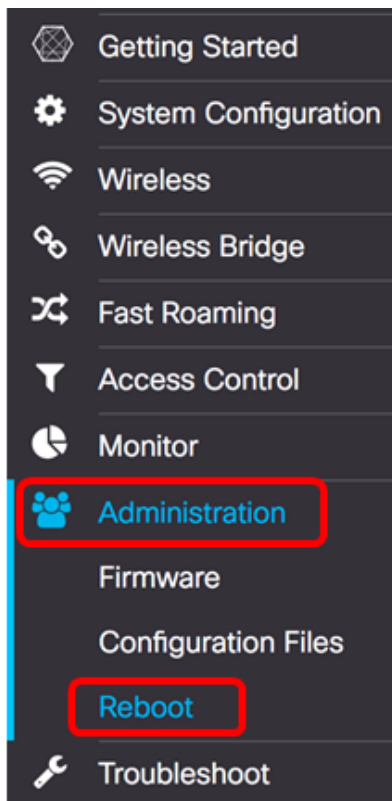 Getting Started
System Configuration
Wireless
Wireless Bridge
Fast Roaming
Access Control
Monitor
Administration
Firmware
Configuration Files
Reboot
Troubleshoot